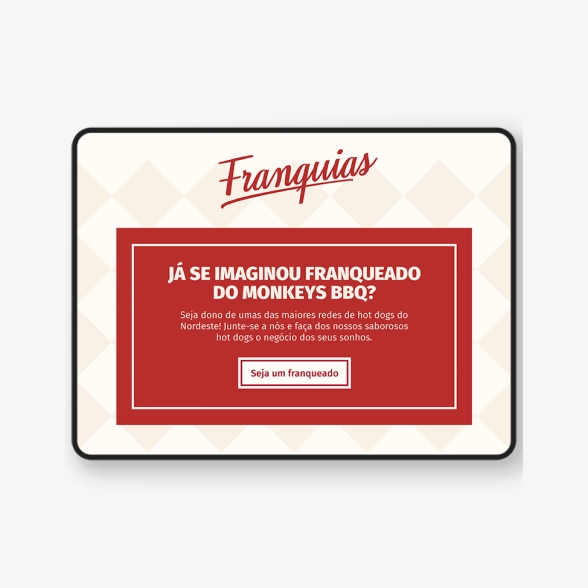 Franquias
JÁ SE IMAGINOU FRANQUEADO
DO MONKEYS BBQ?
Seja dono de umas das maiores redes de hot dogs do
Nordeste! Junte-se a nós e faça dos nossos saborosos
hot dogs o negócio dos seus sonhos.
Seja um franqueado